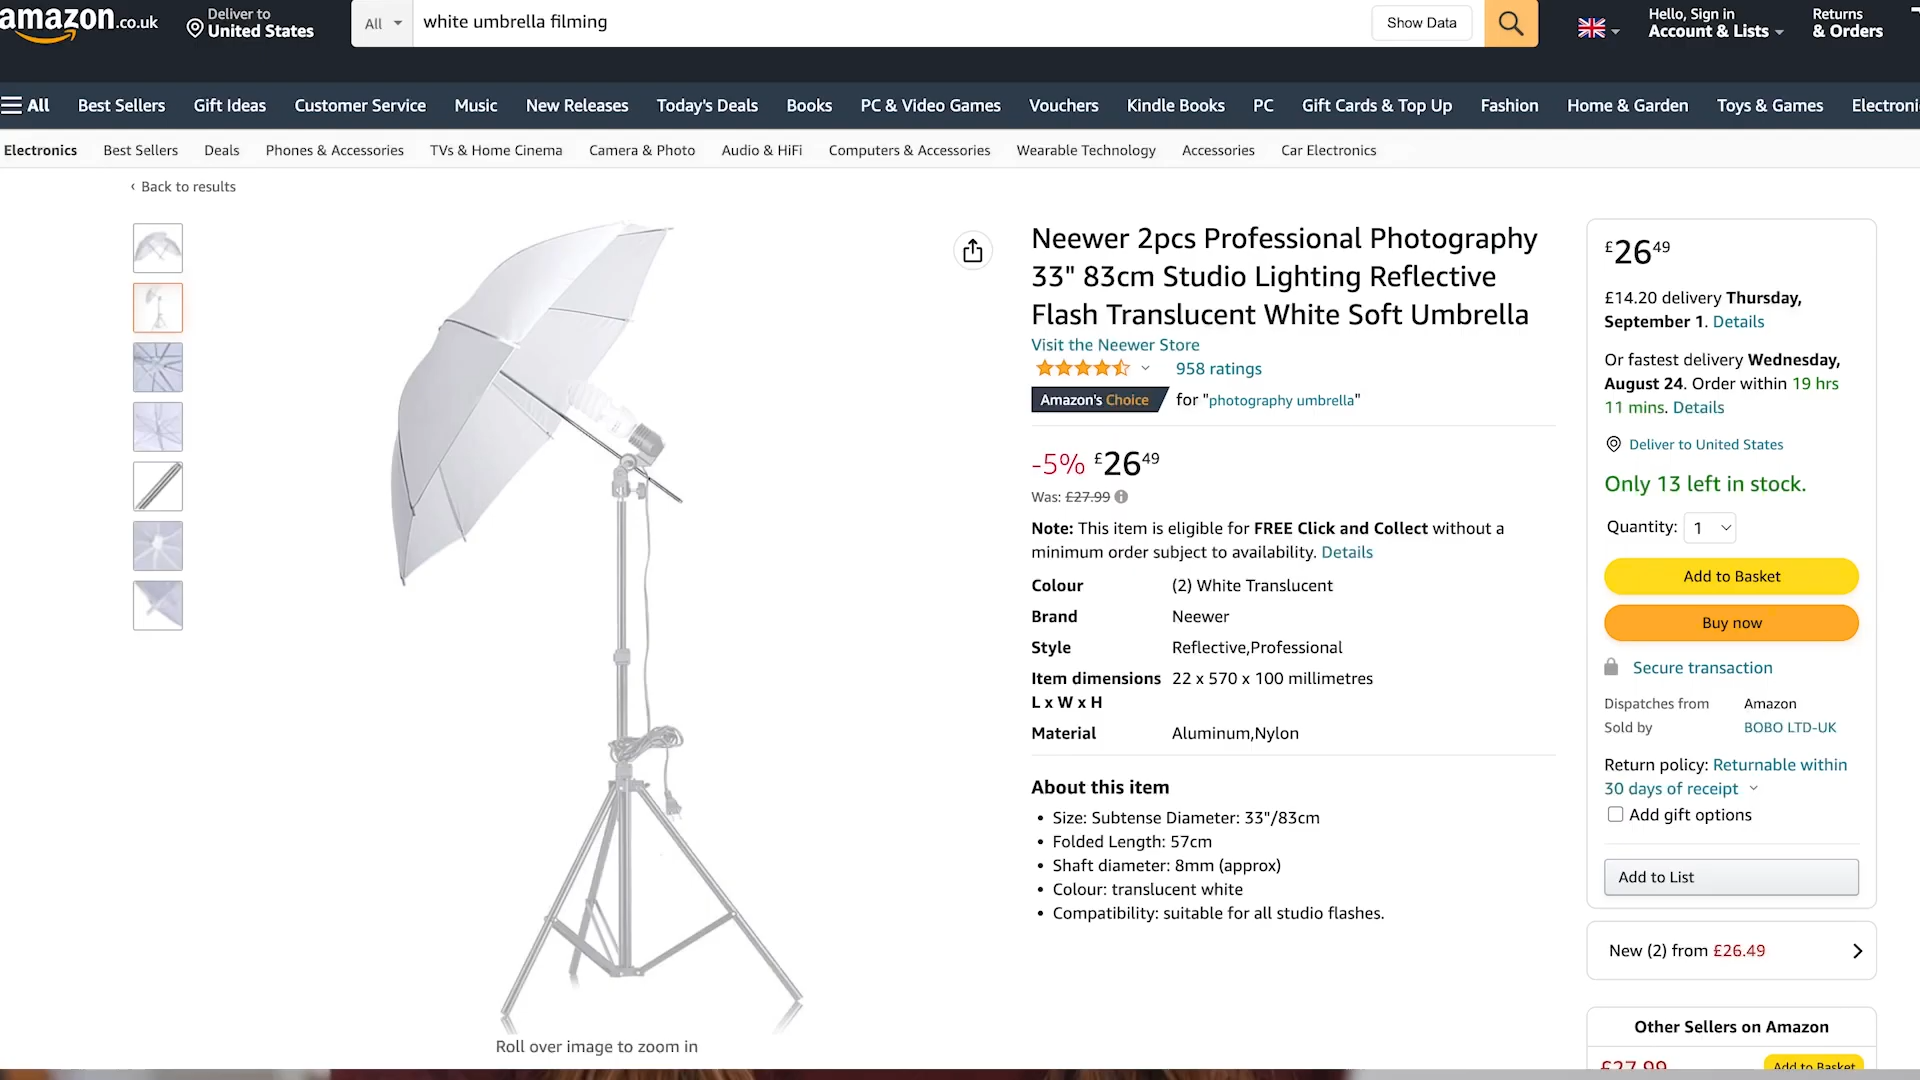 amazon.co.uk
Deliver to
United States
All
white umbrella filming
Show Data
Hello, Sign in
Account & Lists
Returns
& Orders
All
Best Sellers
Gift Ideas
Customer Service
Music
New Releases
Today's Deals
Books
PC & Video Games
Vouchers
Kindle Books
PC
Gift Cards & Top Up
Fashion
Home & Garden
Toys & Games
Electroni
Electronics
Best Sellers
Deals
Phones & Accessories
TVs & Home Cinema
Camera & Photo
Audio & HiFi
Computers & Accessories
Wearable Technology
Accessories
Car Electronics
‹ Back to results
Roll over image to zoom in
Neewer 2pcs Professional Photography
33" 83cm Studio Lighting Reflective
Flash Translucent White Soft Umbrella
Visit the Neewer Store
958 ratings
Amazon's Choice for "photography umbrella"
-5% £26 49
Was: £27.99
Note: This item is eligible for FREE Click and Collect without a
minimum order subject to availability. Details
Colour (2) White Translucent
Brand Neewer
Style Reflective,Professional
Item dimensions 22 x 570 x 100 millimetres
L x W x H
Material Aluminum,Nylon
About this item
• Size: Subtense Diameter: 33"/83cm
• Folded Length: 57cm
• Shaft diameter: 8mm (approx)
• Colour: translucent white
• Compatibility: suitable for all studio flashes.
£26 49
£14.20 delivery Thursday,
September 1. Details
Or fastest delivery Wednesday,
August 24. Order within 19 hrs
11 mins. Details
Deliver to United States
Only 13 left in stock.
Quantity: 1
Add to Basket
Buy now
Secure transaction
Dispatches from Amazon
Sold by BOBO LTD-UK
Return policy: Returnable within
30 days of receipt
Add gift options
Add to List
New (2) from £26.49
Other Sellers on Amazon
£27.99
Add to Basket